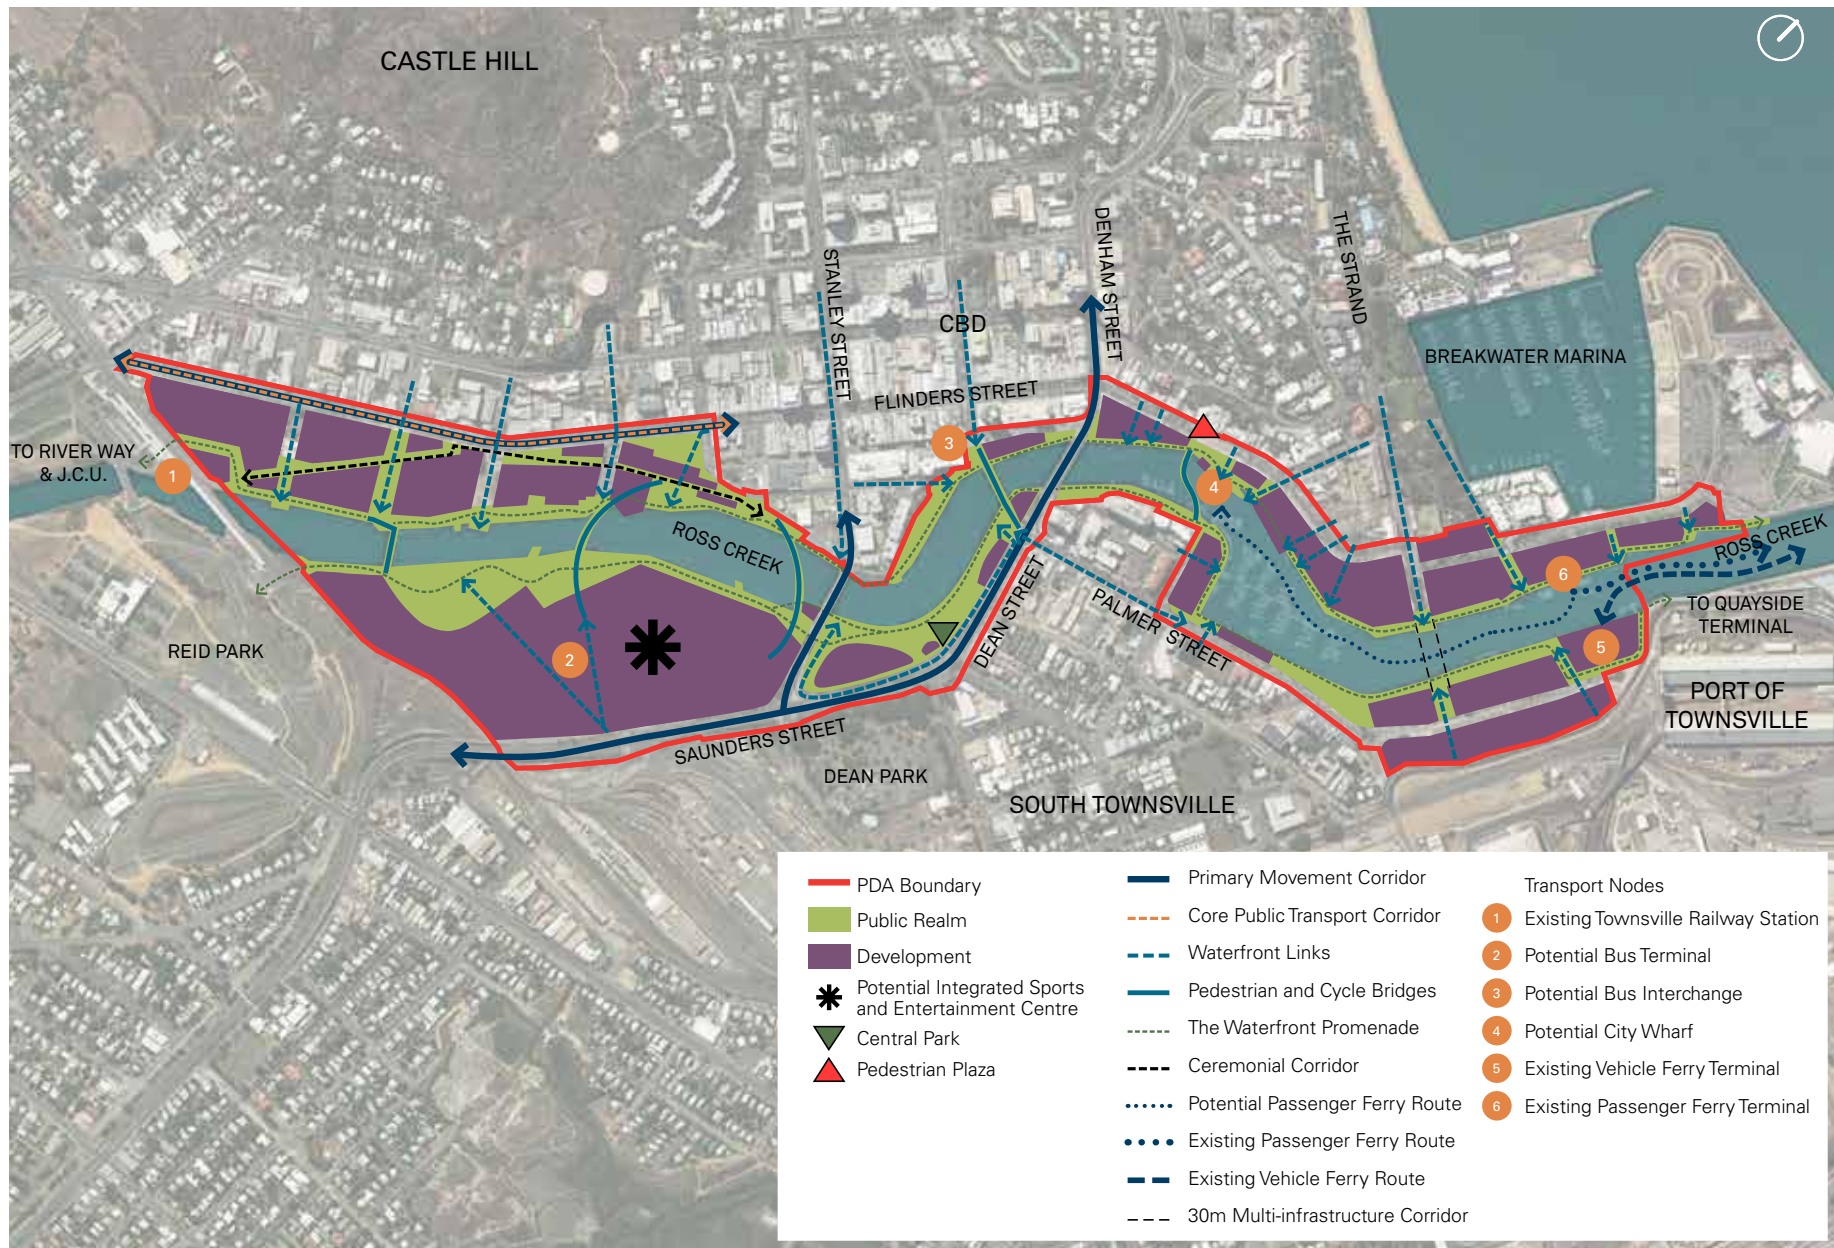 CASTLE HILL
STANLEY STREET
DENHAM STREET
THE STRAND
CBD
BREAKWATER MARINA
FLINDERS STREET
TO RIVER WAY
& J.C.U.
1
3
4
ROSS CREEK
ROSS CREEK
6
TO QUAYSIDE
TERMINAL
REID PARK
2
DEAN STREET
PALMER STREET
5
PORT OF
TOWNSVILLE
SAUNDERS STREET
DEAN PARK
SOUTH TOWNSVILLE
PDA Boundary
Public Realm
Development
Potential Integrated Sports
and Entertainment Centre
Central Park
Pedestrian Plaza
Primary Movement Corridor
Core Public Transport Corridor
Waterfront Links
Pedestrian and Cycle Bridges
The Waterfront Promenade
Ceremonial Corridor
Potential Passenger Ferry Route
Existing Passenger Ferry Route
Existing Vehicle Ferry Route
30m Multi-infrastructure Corridor
Transport Nodes
1 Existing Townsville Railway Station
2 Potential Bus Terminal
3 Potential Bus Interchange
4 Potential City Wharf
5 Existing Vehicle Ferry Terminal
6 Existing Passenger Ferry Terminal